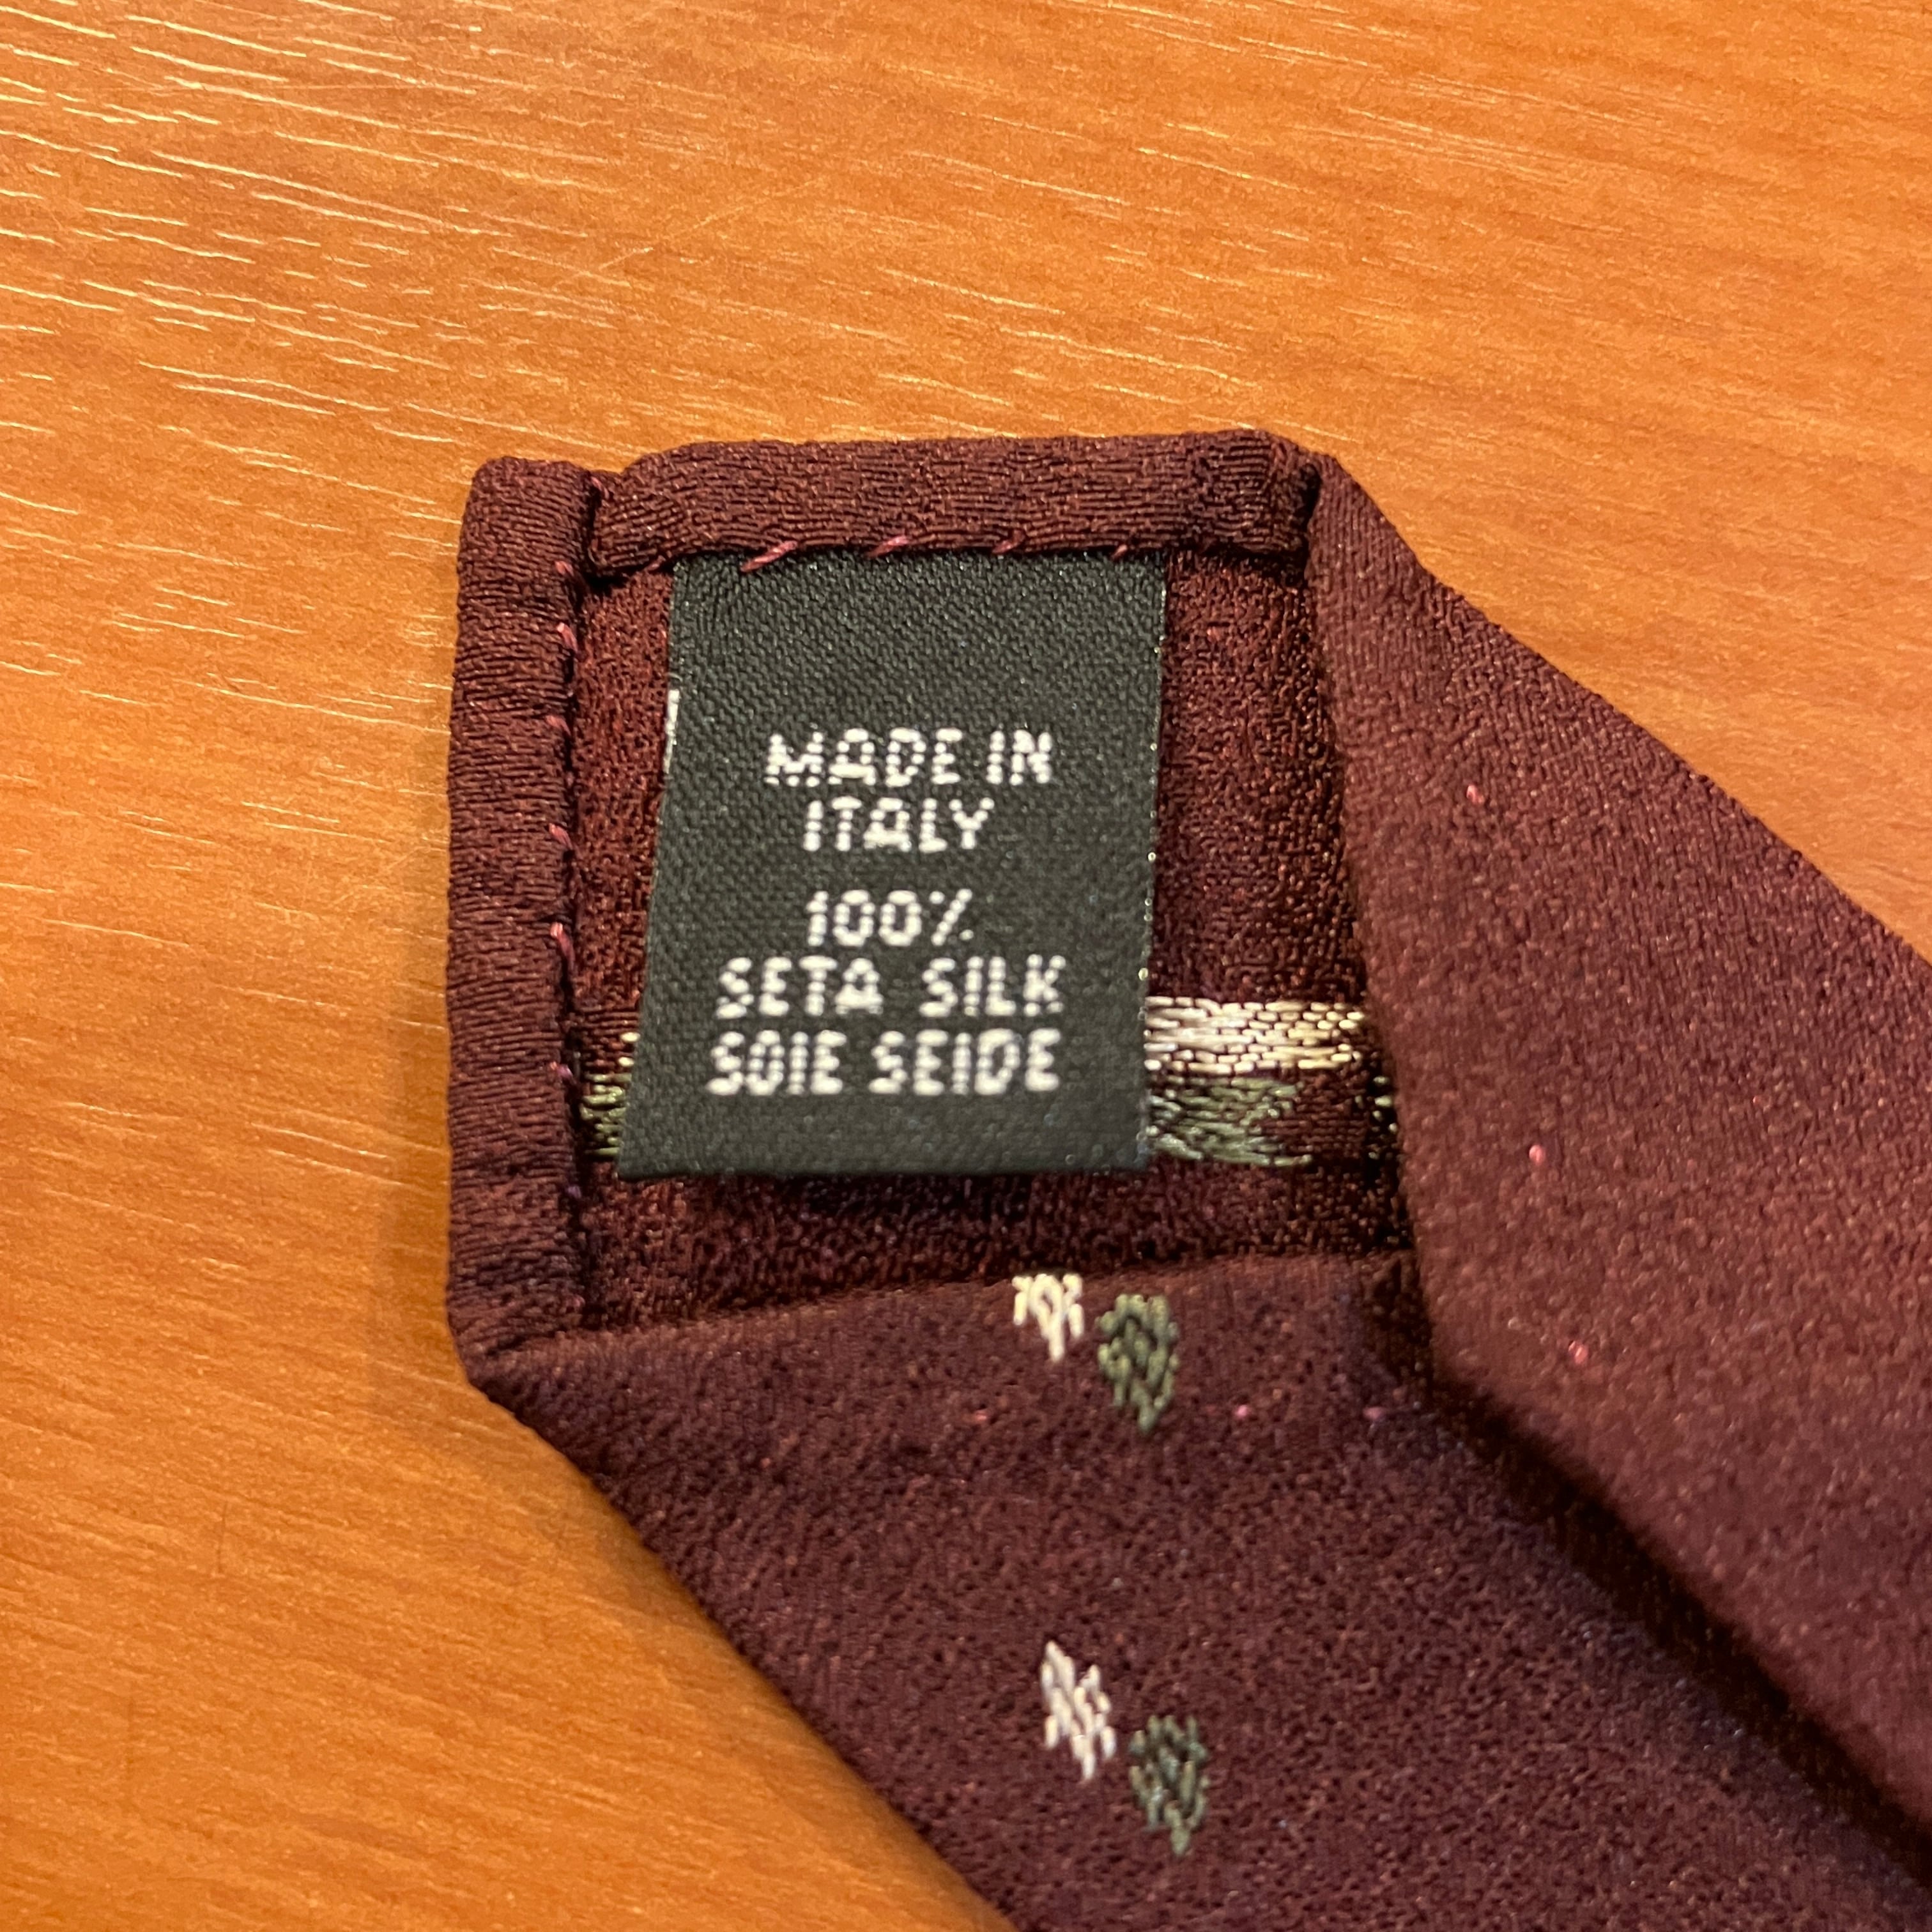 MADE IN
ITALY
100%
SETA SILK
SOIE SEIDE